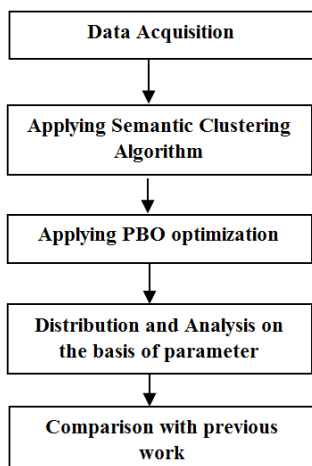 Data Acquisition
Applying Semantic Clustering
Algorithm
Applying PBO optimization
Distribution and Analysis on
the basis of parameter
Comparison with previous
work